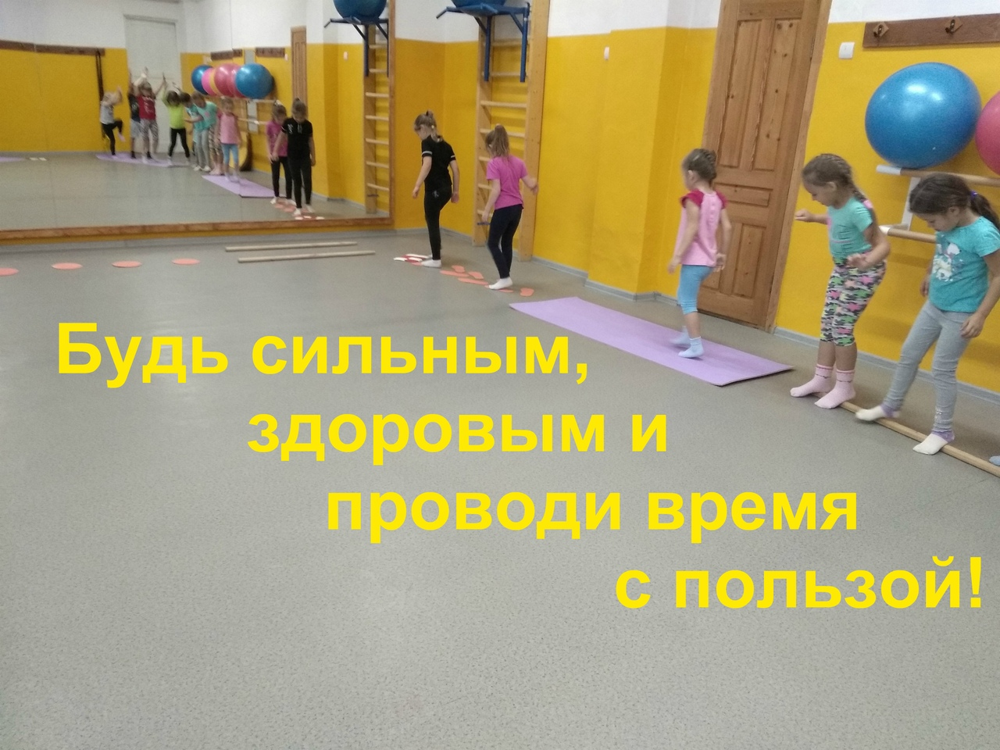 Будь сильным,
здоровым и
проводи время
с пользой!